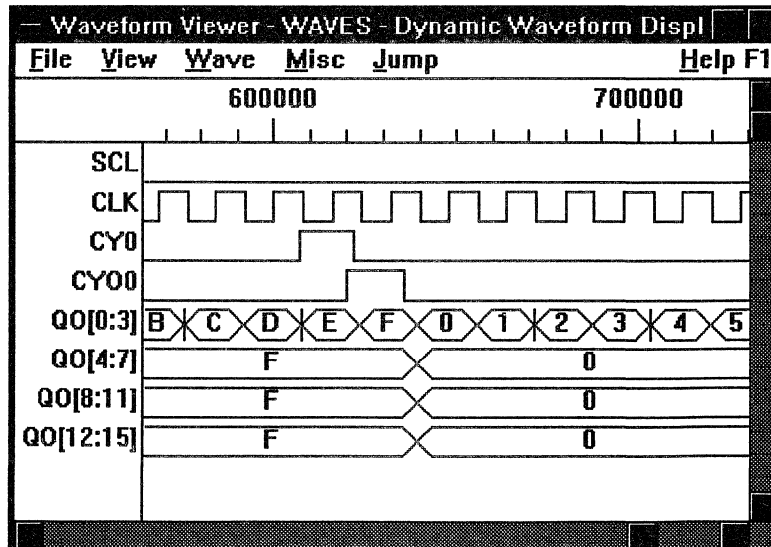 Waveform Viewer - WAVES - Dynamic Waveform Displ
File View Wave Misc Jump Help F1
600000 700000
SCL
CLK
CY0
CYO0
QO[0:3] B C D E F 0 1 2 3 4 5
QO[4:7] F 0
QO[8:11] F 0
QO[12:15] F 0